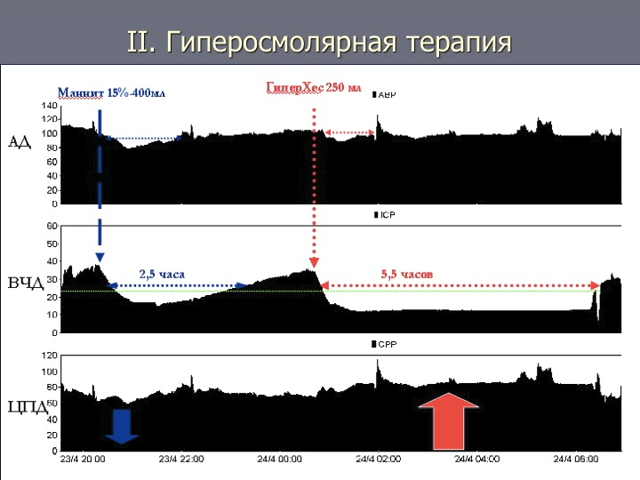 II. Гиперосмолярная терапия
Маннит 15%-400мл
ГиперХес 250 мл
ABP
АД
140
120
100
80
60
40
20
0
ICP
ВЧД
60
50
40
30
20
10
0
2,5 часа
5,5 часов
CPP
ЦПД
120
100
80
60
40
20
0
23/4 20:00 23/4 22:00 24/4 00:00 24/4 02:00 24/4 04:00 24/4 06:00